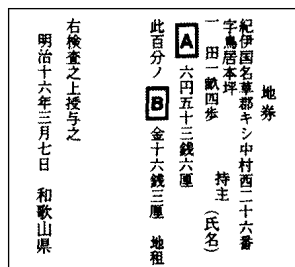 地券
紀伊国名草郡キシ中村西二十六番
字鳥居本坪
一 田一畝四歩
持主 (氏名)
A 六円五十三銭六厘
此百分ノ B 金十六銭三厘 地租
右検査之上授与之
明治十六年三月七日 和歌山県